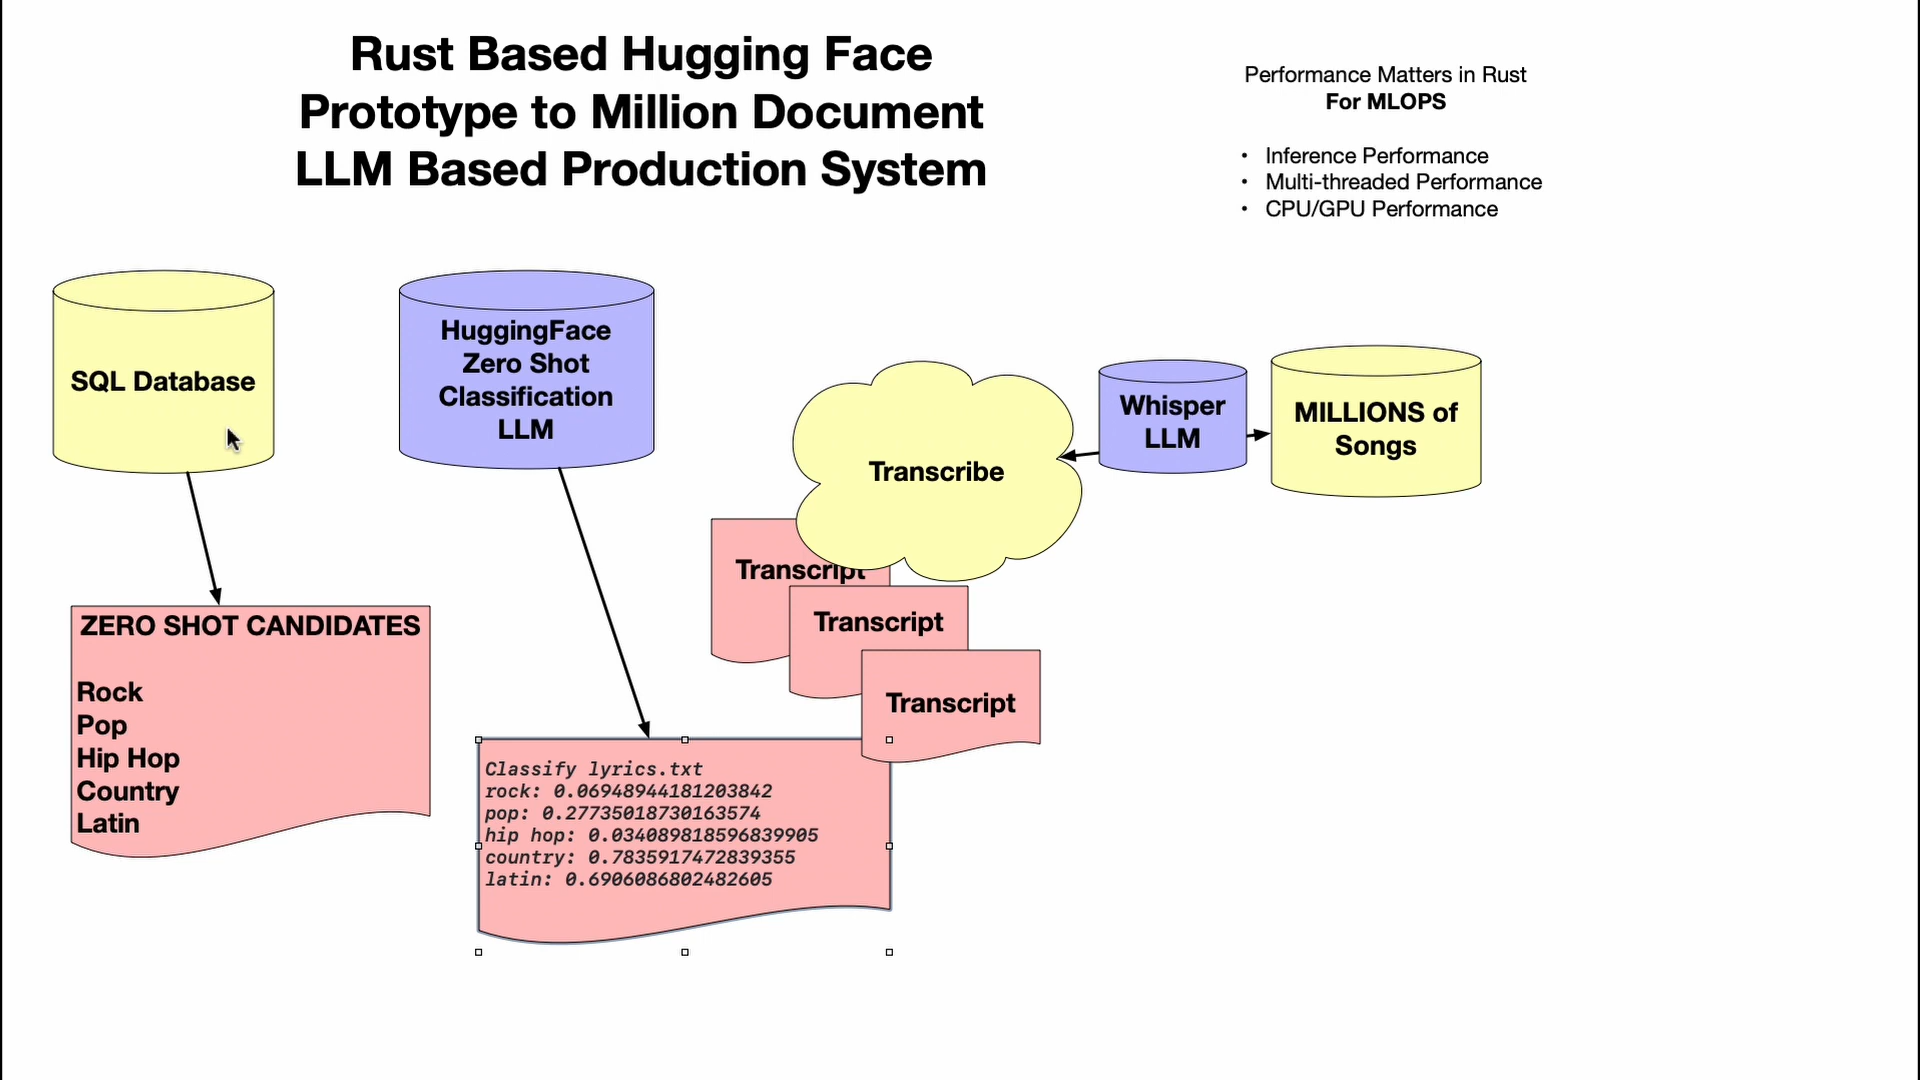 Rust Based Hugging Face
Prototype to Million Document
LLM Based Production System
Performance Matters in Rust
For MLOPS
• Inference Performance
• Multi-threaded Performance
• CPU/GPU Performance
SQL Database
HuggingFace
Zero Shot
Classification
LLM
Transcribe
Whisper
LLM
MILLIONS of
Songs
Transcript
Transcript
Transcript
ZERO SHOT CANDIDATES
Rock
Pop
Hip Hop
Country
Latin
Classify lyrics.txt
rock: 0.06948944181203842
pop: 0.27735018730163574
hip hop: 0.034089818596839905
country: 0.7835917472839355
latin: 0.6906086802482605